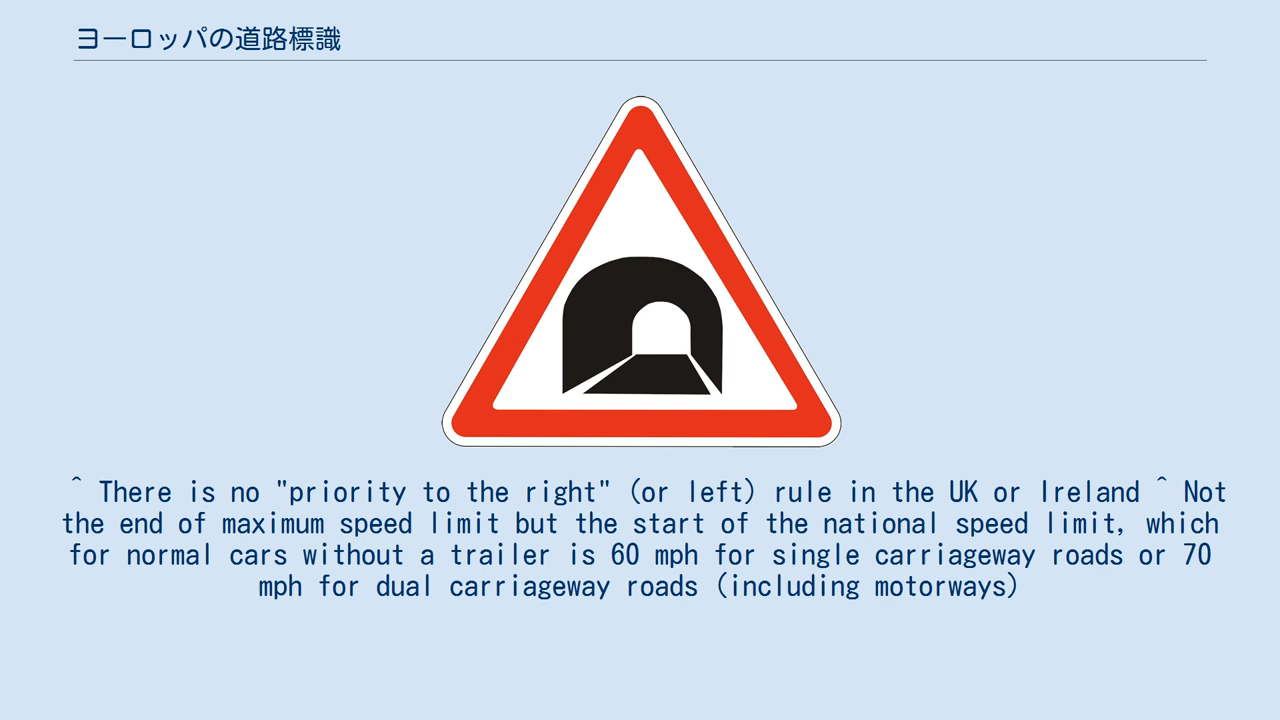 ヨーロッパの道路標識
^ There is no "priority to the right" (or left) rule in the UK or Ireland ^ Not
the end of maximum speed limit but the start of the national speed limit, which
for normal cars without a trailer is 60 mph for single carriageway roads or 70
mph for dual carriageway roads (including motorways)